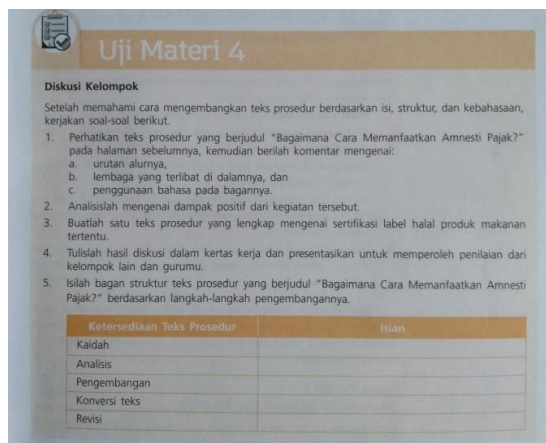 Uji Materi 4
Diskusi Kelompok
Setelah memahami cara mengembangkan teks prosedur berdasarkan isi, struktur, dan kebahasaan,
kerjakan soal-soal berikut.
1. Perhatikan teks prosedur yang berjudul "Bagaimana Cara Memanfaatkan Amnesti Pajak?"
pada halaman sebelumnya, kemudian berilah komentar mengenai:
a. urutan alurnya,
b. lembaga yang terlibat di dalamnya, dan
c. penggunaan bahasa pada bagannya.
2. Analisislah mengenai dampak positif dari kegiatan tersebut.
3. Buatlah satu teks prosedur yang lengkap mengenai sertifikasi label halal produk makanan
tertentu.
4. Tulislah hasil diskusi dalam kertas kerja dan presentasikan untuk memperoleh penilaian dari
kelompok lain dan gurumu.
5. Isilah bagan struktur teks prosedur yang berjudul "Bagaimana Cara Memanfaatkan Amnesti
Pajak?" berdasarkan langkah-langkah pengembangannya.
Ketersediaan Teks Prosedur Isian
Kaidah
Analisis
Pengembangan
Konversi teks
Revisi